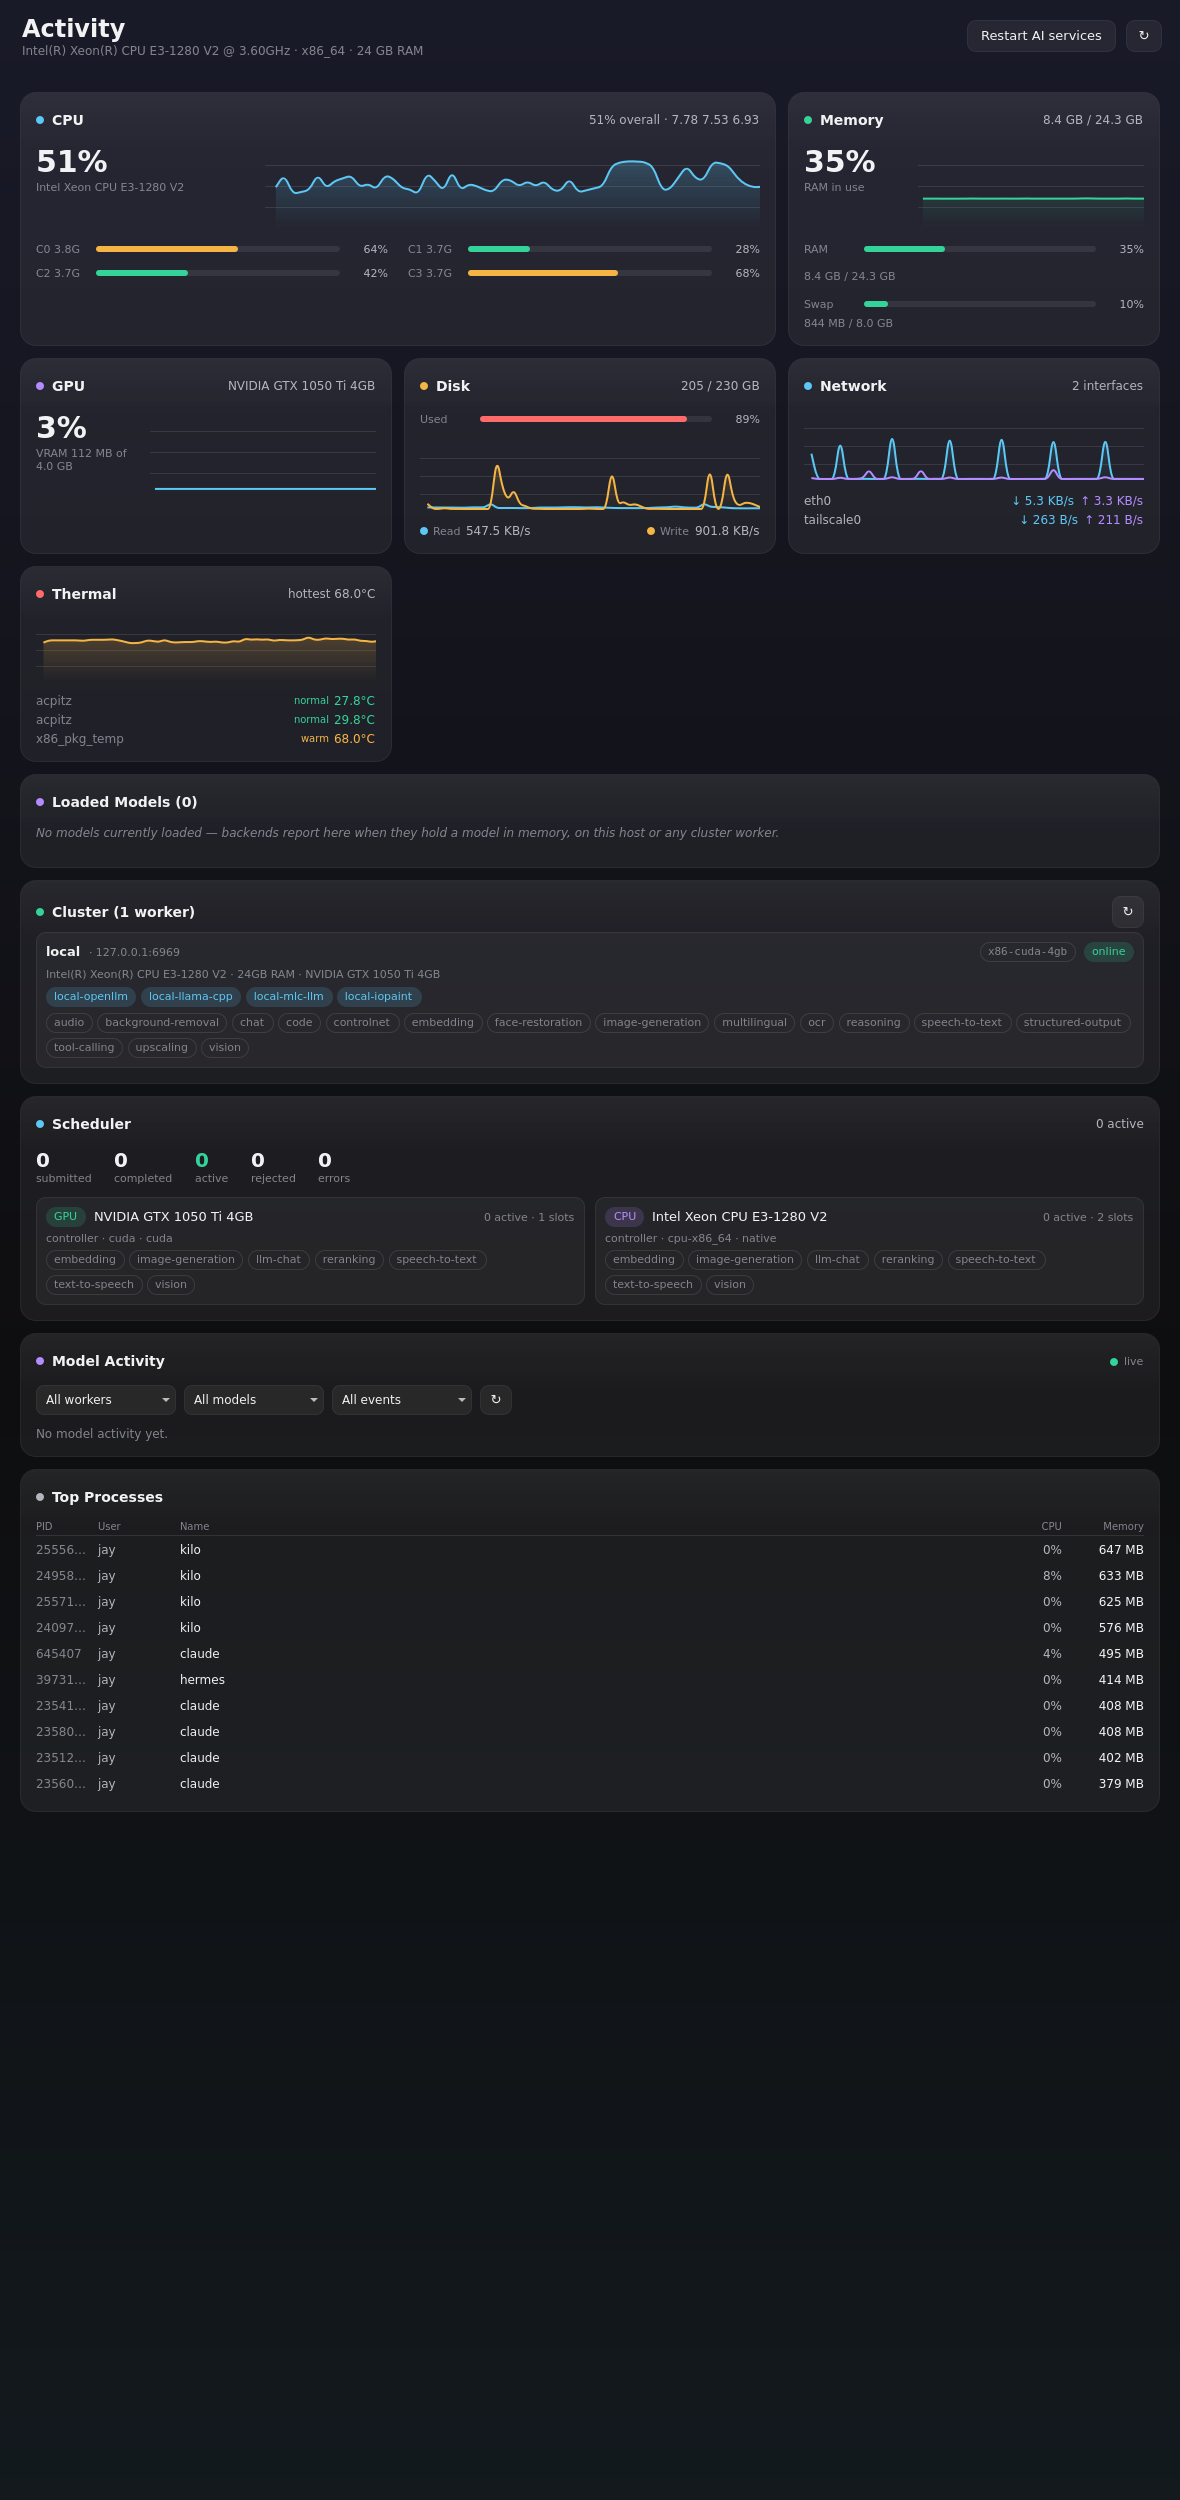 Activity
Intel(R) Xeon(R) CPU E3-1280 V2 @ 3.60GHz · x86_64 · 24 GB RAM
Restart AI services ↻
CPU 51% overall · 7.78 7.53 6.93
51%
Intel Xeon CPU E3-1280 V2
C0 3.8G 64% C1 3.7G 28%
C2 3.7G 42% C3 3.7G 68%
Memory 8.4 GB / 24.3 GB
35%
RAM in use
RAM 35%
8.4 GB / 24.3 GB
Swap 10%
844 MB / 8.0 GB
GPU NVIDIA GTX 1050 Ti 4GB
3%
VRAM 112 MB of
4.0 GB
Disk 205 / 230 GB
Used 89%
Read 547.5 KB/s Write 901.8 KB/s
Network 2 interfaces
eth0 ↓ 5.3 KB/s ↑ 3.3 KB/s
tailscale0 ↓ 263 B/s ↑ 211 B/s
Thermal hottest 68.0°C
acpitz normal 27.8°C
acpitz normal 29.8°C
x86_pkg_temp warm 68.0°C
Loaded Models (0)
No models currently loaded — backends report here when they hold a model in memory, on this host or any cluster worker.
Cluster (1 worker) ↻
local · 127.0.0.1:6969 x86-cuda-4gb online
Intel(R) Xeon(R) CPU E3-1280 V2 · 24GB RAM · NVIDIA GTX 1050 Ti 4GB
local-openllm local-llama-cpp local-mlc-llm local-iopaint
audio background-removal chat code controlnet embedding face-restoration image-generation multilingual ocr reasoning speech-to-text structured-output
tool-calling upscaling vision
Scheduler 0 active
0 0 0 0 0
submitted completed active rejected errors
GPU NVIDIA GTX 1050 Ti 4GB 0 active · 1 slots
controller · cuda · cuda
embedding image-generation llm-chat reranking speech-to-text
text-to-speech vision
CPU Intel Xeon CPU E3-1280 V2 0 active · 2 slots
controller · cpu-x86_64 · native
embedding image-generation llm-chat reranking speech-to-text
text-to-speech vision
Model Activity live
All workers All models All events ↻
No model activity yet.
Top Processes
PID User Name CPU Memory
25556... jay kilo 0% 647 MB
24958... jay kilo 8% 633 MB
25571... jay kilo 0% 625 MB
24097... jay kilo 0% 576 MB
645407 jay claude 4% 495 MB
39731... jay hermes 0% 414 MB
23541... jay claude 0% 408 MB
23580... jay claude 0% 408 MB
23512... jay claude 0% 402 MB
23560... jay claude 0% 379 MB